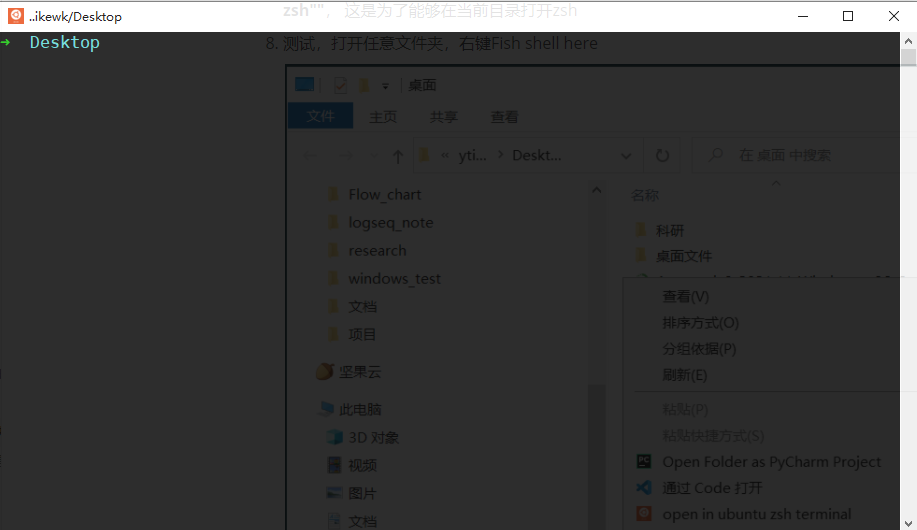 zsh""，这是为了能够在当前目录打开zsh
..ikewk/Desktop
➜ Desktop
8. 测试，打开任意文件夹，右键Fish shell here
桌面
文件 主页 共享 查看
« yti... > Deskt... 在 桌面 中搜索
Flow_chart
logseq_note
research
windows_test
文档
项目
坚果云
此电脑
3D 对象
视频
图片
文档
名称
科研
桌面文件
查看(V)
排序方式(O)
分组依据(P)
刷新(E)
粘贴(P)
粘贴快捷方式(S)
Open Folder as PyCharm Project
通过 Code 打开
open in ubuntu zsh terminal